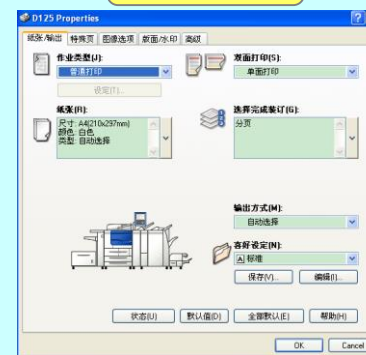 D125 Properties
纸张/输出 特殊页 图像选项 版面/水印 高级
作业类型(J):
普通打印
设定(T)...
双面打印(S):
单面打印
纸张(R):
尺寸: A4(210x297mm)
颜色: 白色
类型: 自动选择
选择完成装订(G):
分页
输出方式(M):
自动选择
喜好设定(N):
标准
保存(V)... 编辑(I)...
状态(U) 默认值(D) 全部默认(E) 帮助(H)
OK Cancel